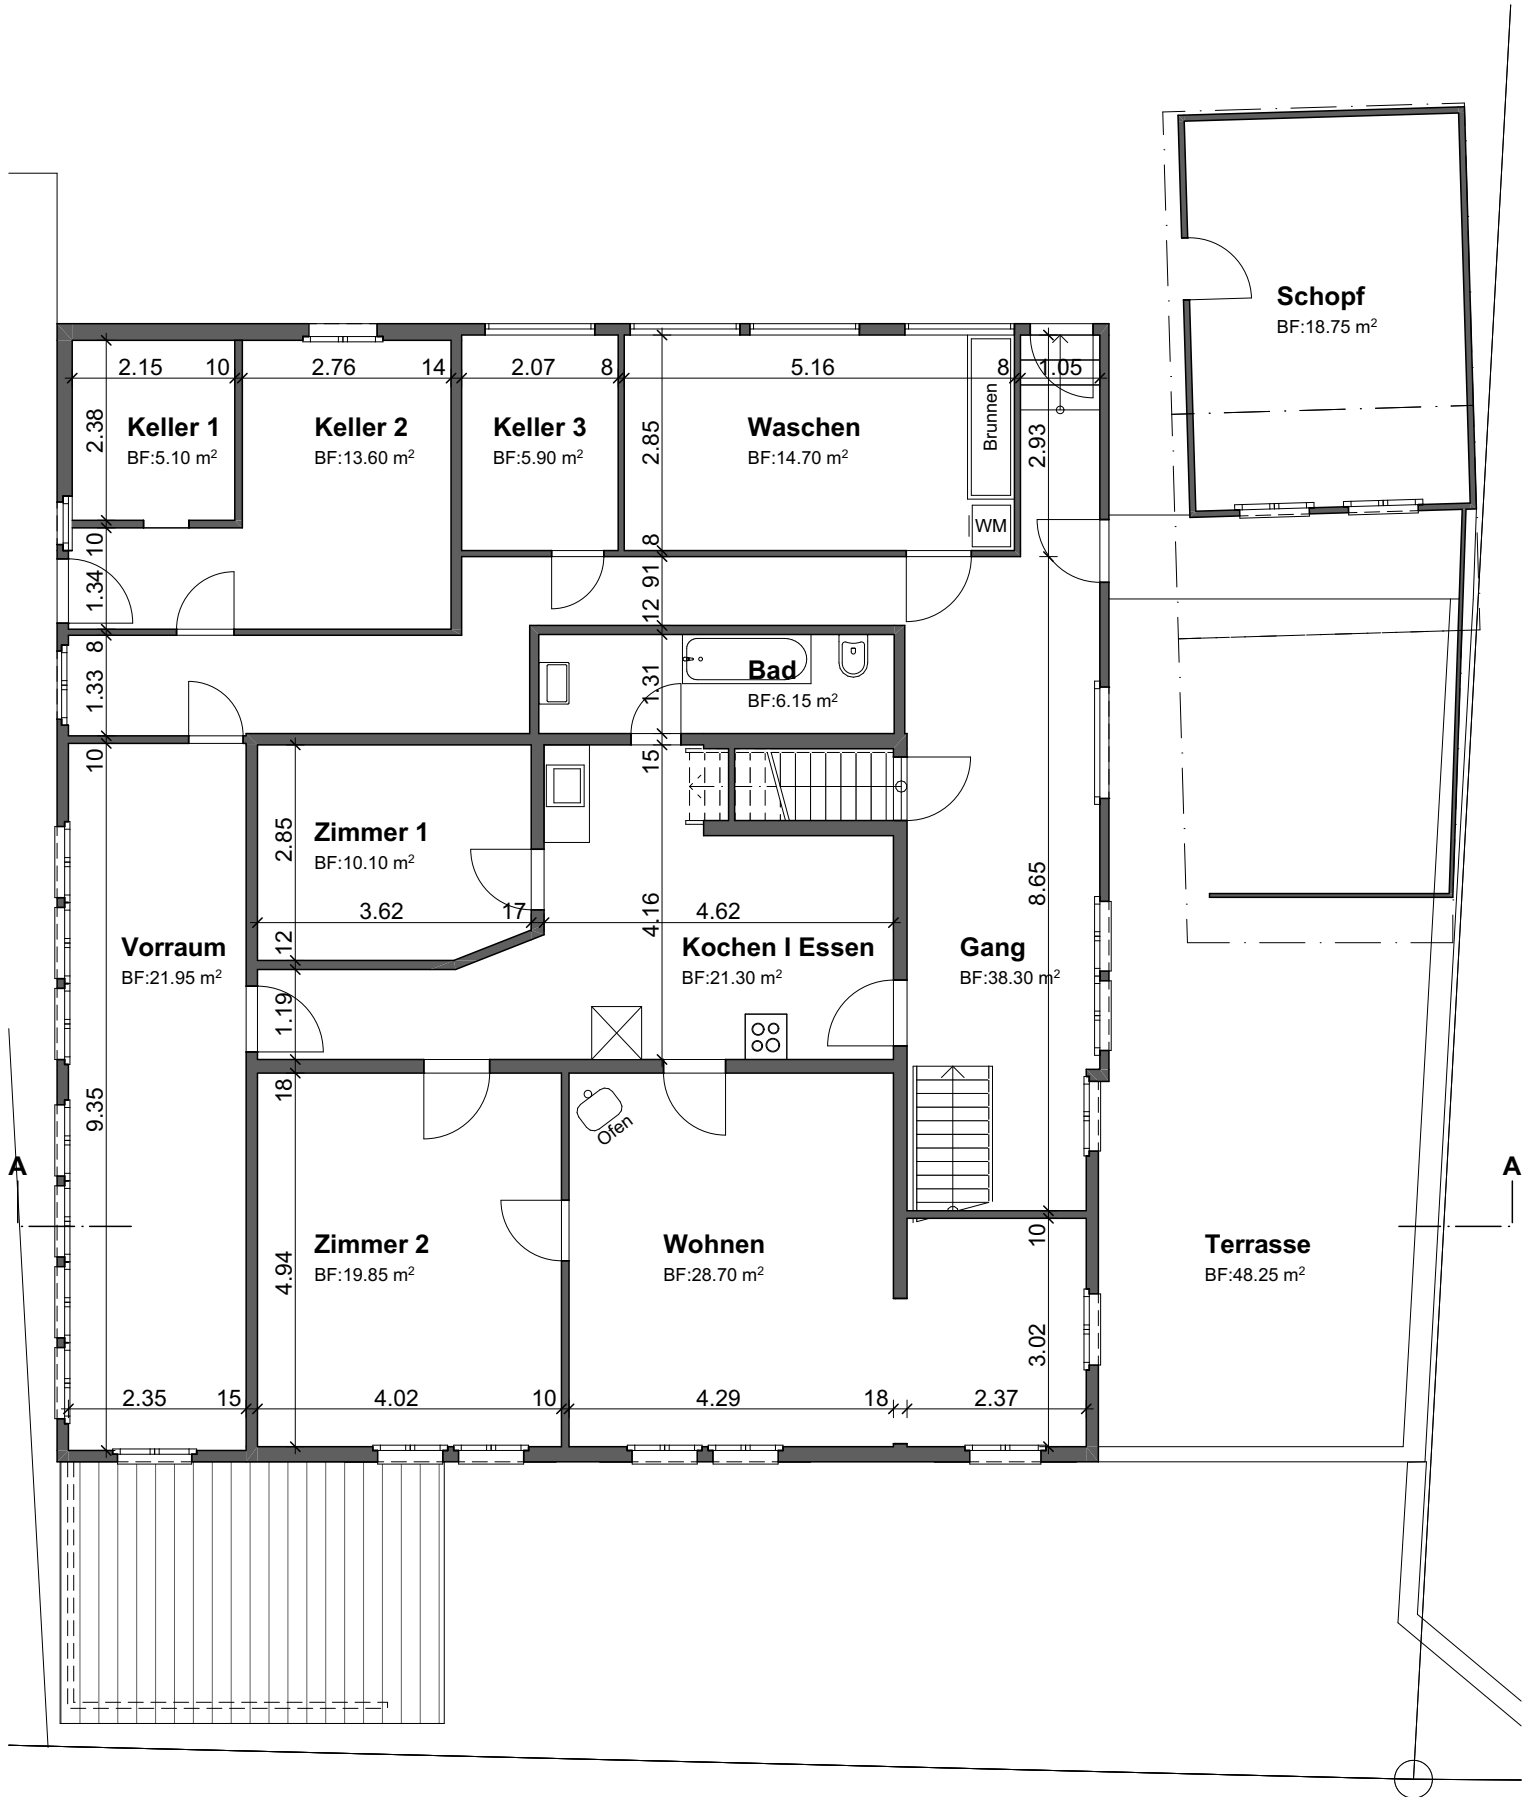 Schopf
BF:18.75 m²
2.15
10
2.76
14
2.07
8
5.16
8
1.05
2.38
Keller 1
BF:5.10 m²
Keller 2
BF:13.60 m²
Keller 3
BF:5.90 m²
2.85
Waschen
BF:14.70 m²
Brunnen
2.93
WM
10
8
1.34
91
12
8
1.33
1.31
Bad
BF:6.15 m²
10
15
2.85
Zimmer 1
BF:10.10 m²
8.65
3.62
17
4.16
4.62
12
Vorraum
BF:21.95 m²
Kochen I Essen
BF:21.30 m²
Gang
BF:38.30 m²
1.19
18
9.35
Ofen
A
A
10
Zimmer 2
BF:19.85 m²
Wohnen
BF:28.70 m²
Terrasse
BF:48.25 m²
4.94
3.02
2.35
15
4.02
10
4.29
18
2.37